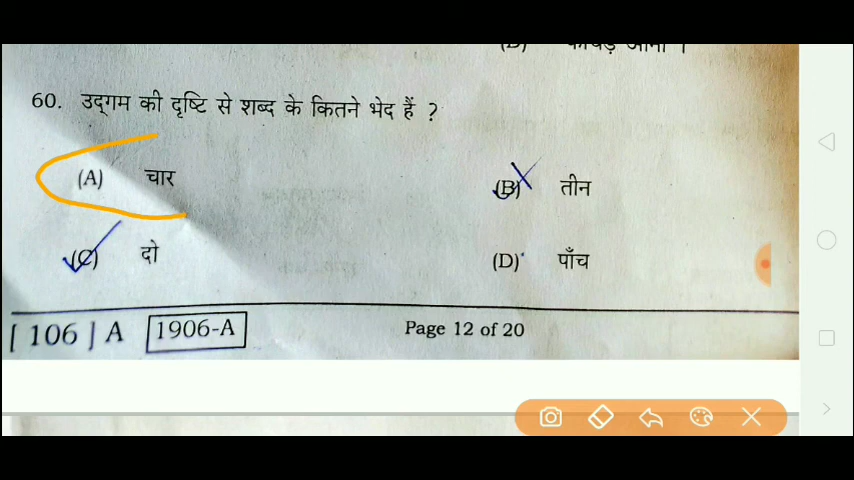 60. उद्‌गम की दृष्टि से शब्द के कितने भेद हैं ?
(A) चार
(B) तीन
(C) दो
(D) पाँच
[ 106 ] A 1906-A Page 12 of 20